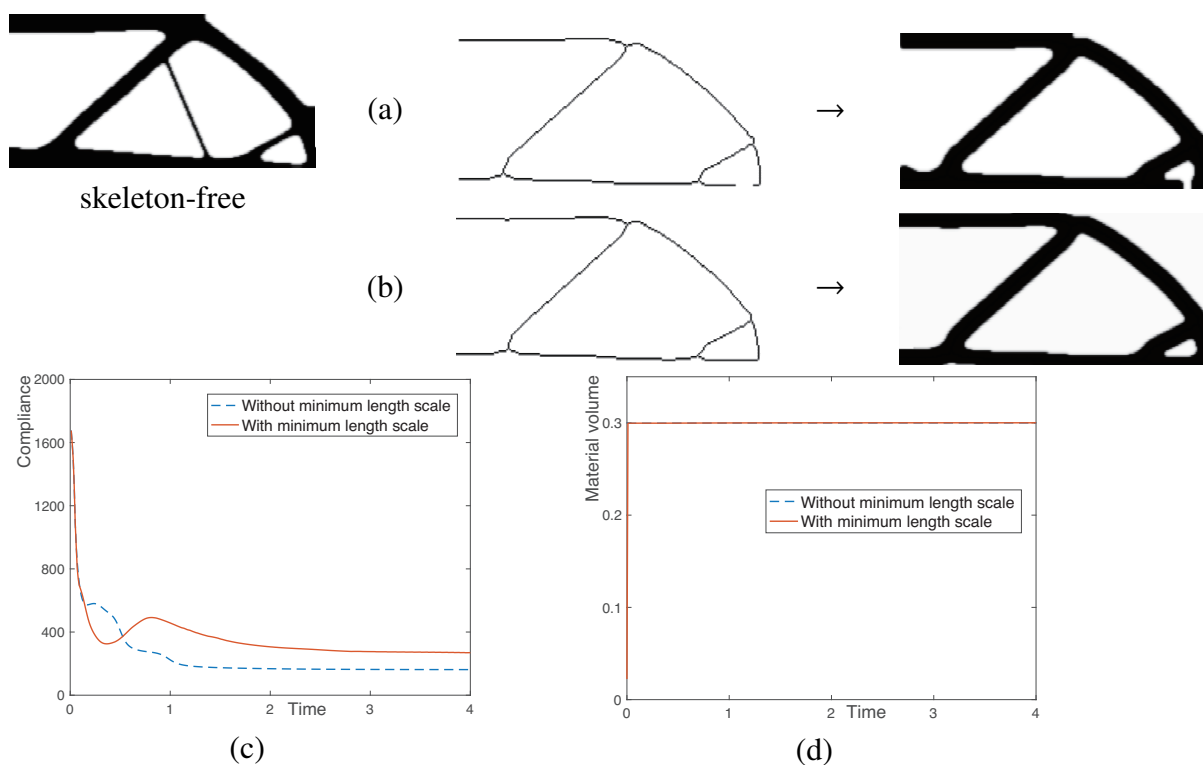 skeleton-free
(a)
→
(b)
→
Compliance
2000
1600
1200
800
400
0
Without minimum length scale
With minimum length scale
0 1 2 3 4
Time
(c)
Material volume
0.3
0.2
0.1
0
Without minimum length scale
With minimum length scale
0 1 2 3 4
Time
(d)